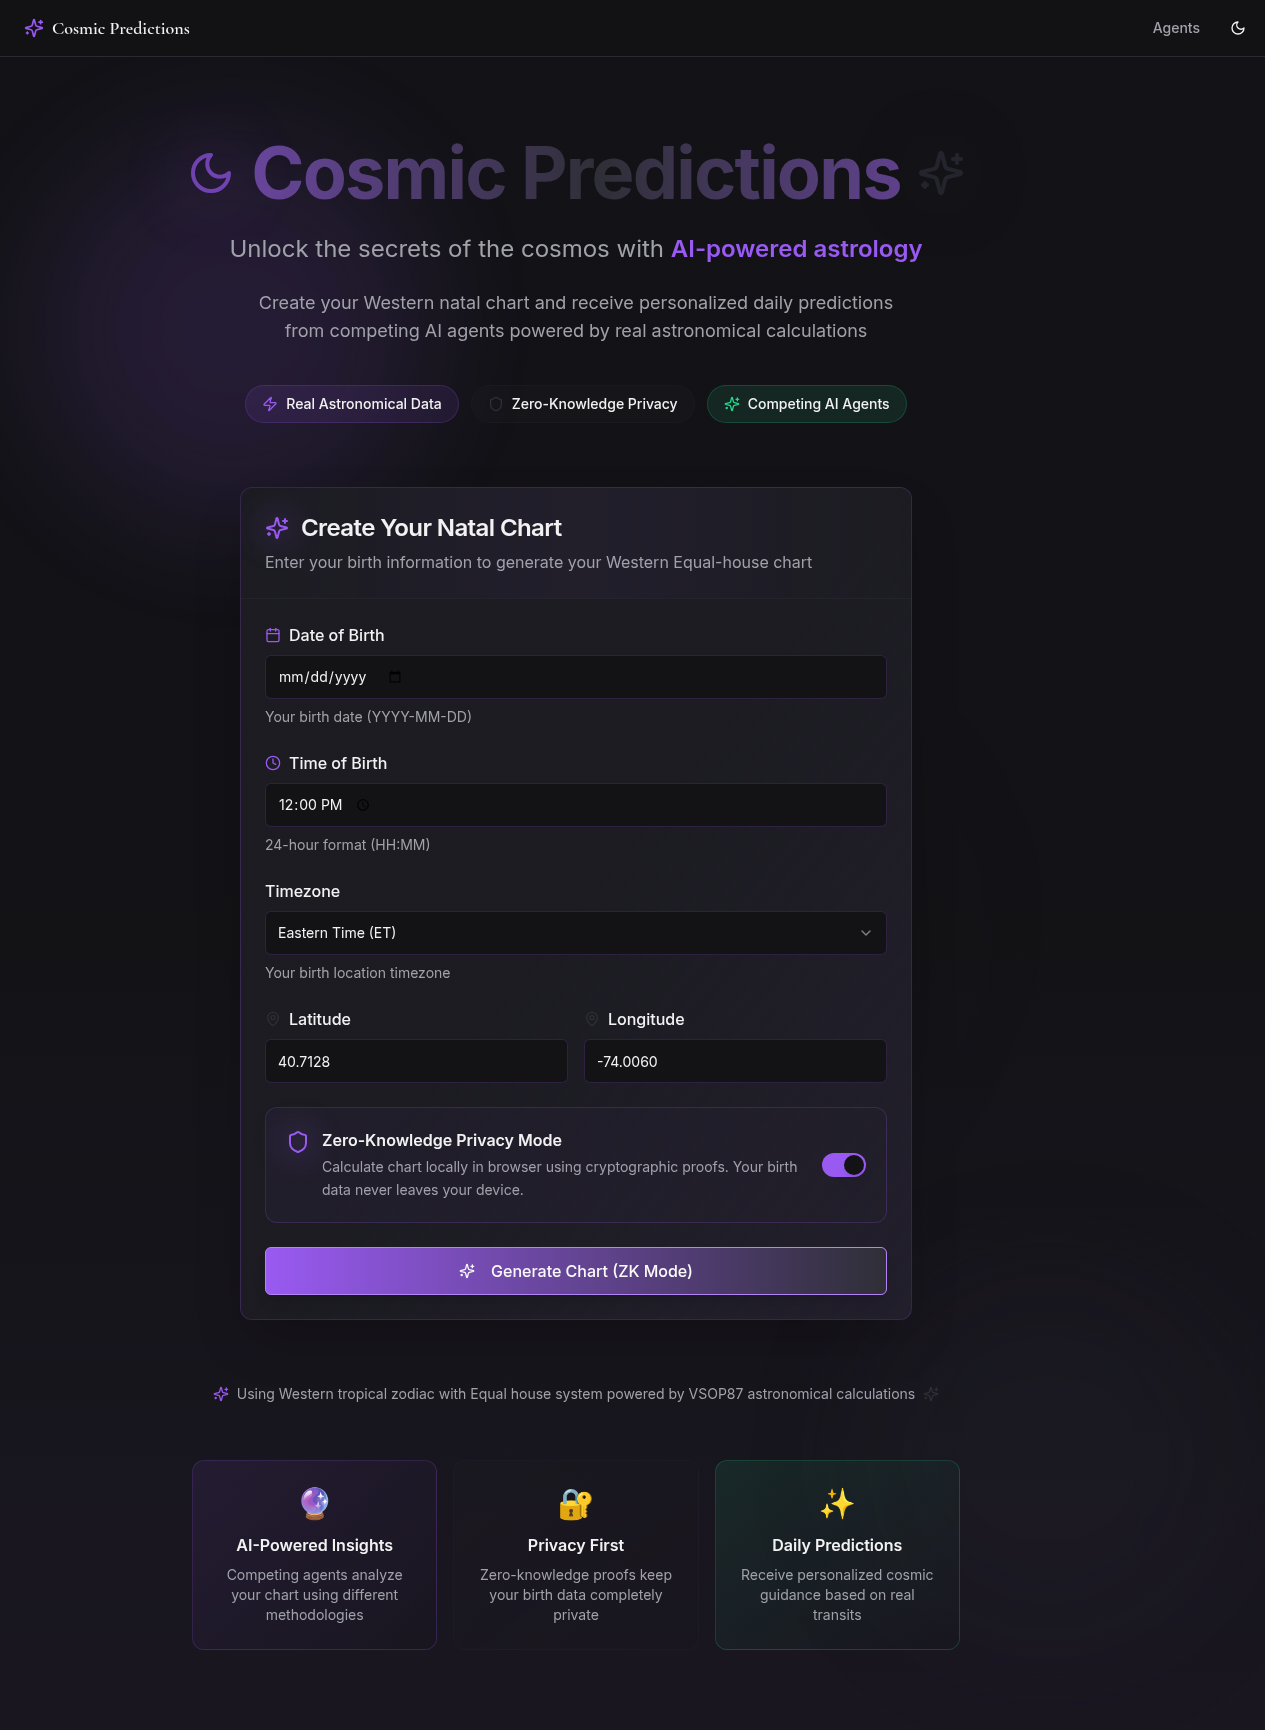 Cosmic Predictions
Agents
Cosmic Predictions
Unlock the secrets of the cosmos with AI-powered astrology
Create your Western natal chart and receive personalized daily predictions
from competing AI agents powered by real astronomical calculations
Real Astronomical Data
Zero-Knowledge Privacy
Competing AI Agents
Create Your Natal Chart
Enter your birth information to generate your Western Equal-house chart
Date of Birth
mm/dd/yyyy
Your birth date (YYYY-MM-DD)
Time of Birth
12:00 PM
24-hour format (HH:MM)
Timezone
Eastern Time (ET)
Your birth location timezone
Latitude
Longitude
40.7128
-74.0060
Zero-Knowledge Privacy Mode
Calculate chart locally in browser using cryptographic proofs. Your birth
data never leaves your device.
Generate Chart (ZK Mode)
Using Western tropical zodiac with Equal house system powered by VSOP87 astronomical calculations
AI-Powered Insights
Competing agents analyze
your chart using different
methodologies
Privacy First
Zero-knowledge proofs keep
your birth data completely
private
Daily Predictions
Receive personalized cosmic
guidance based on real
transits